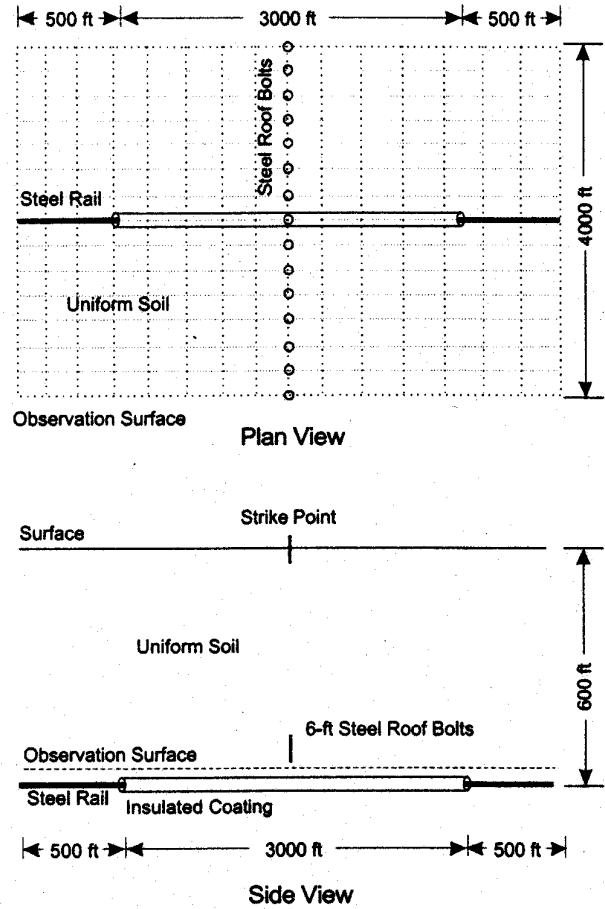 500 ft 3000 ft 500 ft
Steel Roof Bolts
Steel Rail
4000 ft
Uniform Soil
Observation Surface
Plan View
Strike Point
Surface
Uniform Soil
600 ft
6-ft Steel Roof Bolts
Observation Surface
Steel Rail Insulated Coating
500 ft 3000 ft 500 ft
Side View